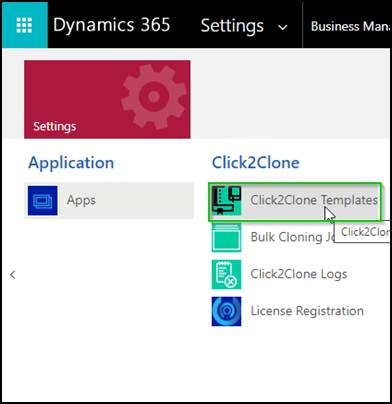 Dynamics 365 Settings Business Mana
Settings
Application Click2Clone
Apps Click2Clone Templates
Bulk Cloning Jo
Click2Clon
Click2Clone Logs
License Registration